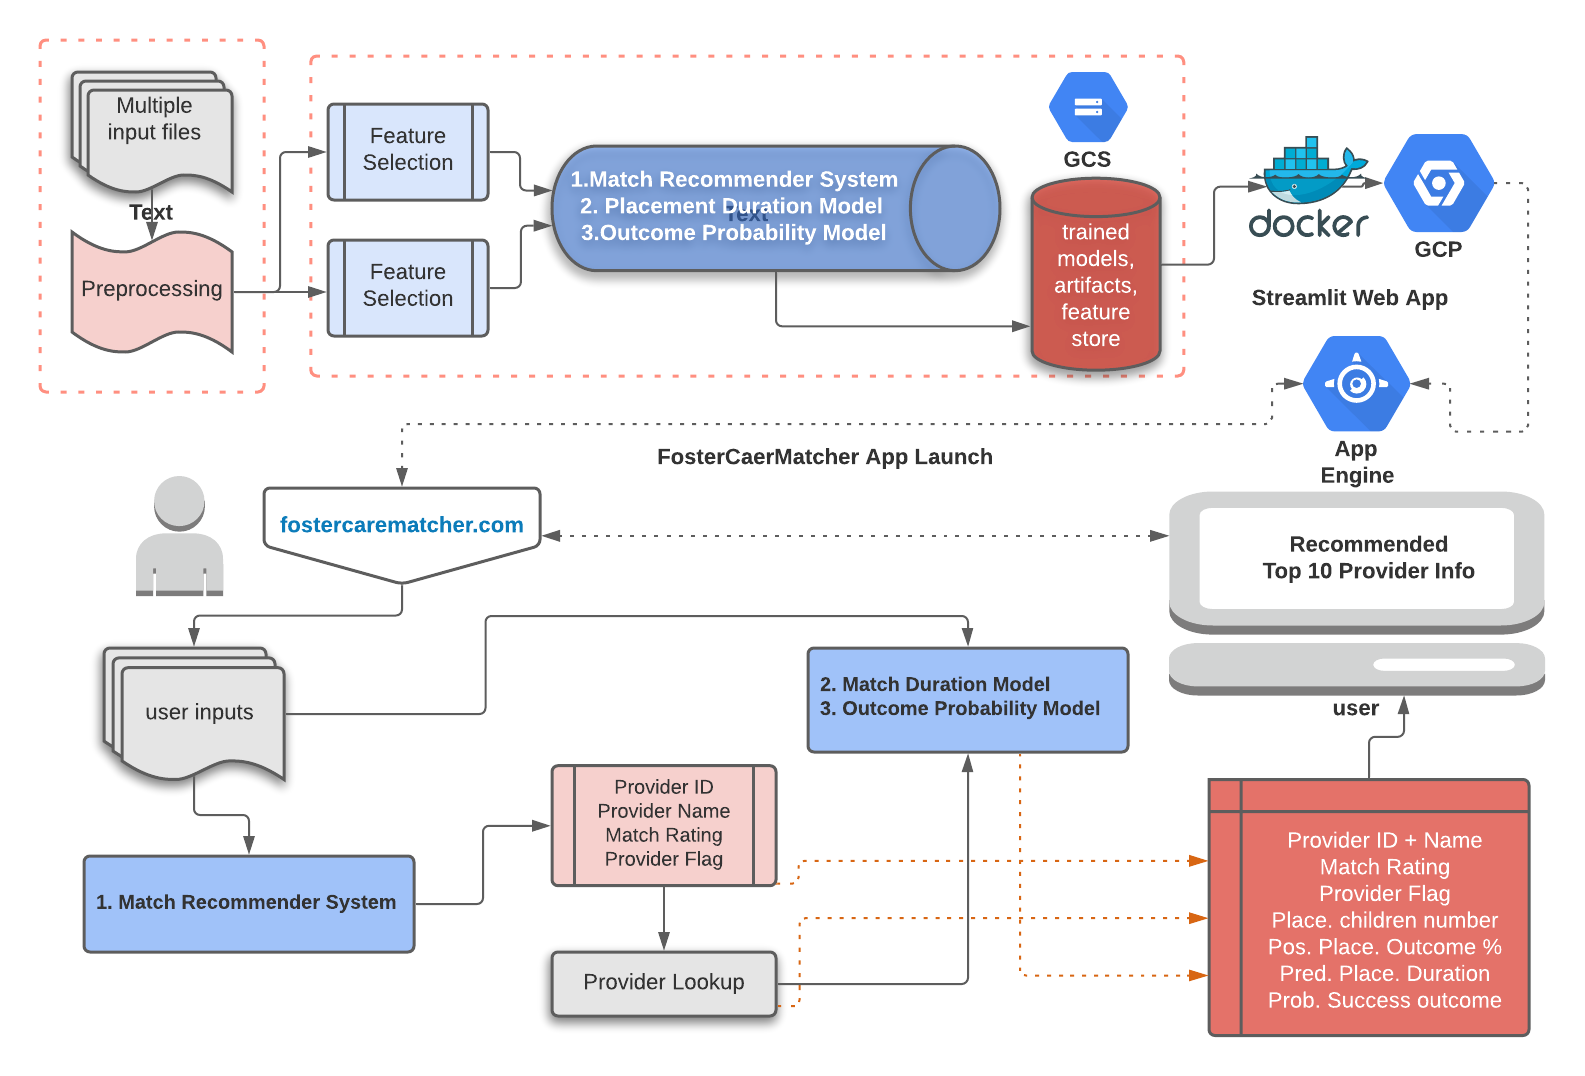 Multiple
input files
Text
Preprocessing
Feature
Selection
Feature
Selection
Text
1.Match Recommender System
2. Placement Duration Model
3.Outcome Probability Model
GCS
trained
models,
artifacts,
feature
store
docker
GCP
Streamlit Web App
App
Engine
FosterCaerMatcher App Launch
fostercarematcher.com
Recommended
Top 10 Provider Info
user
user inputs
2. Match Duration Model
3. Outcome Probability Model
Provider ID
Provider Name
Match Rating
Provider Flag
1. Match Recommender System
Provider Lookup
Provider ID + Name
Match Rating
Provider Flag
Place. children number
Pos. Place. Outcome %
Pred. Place. Duration
Prob. Success outcome